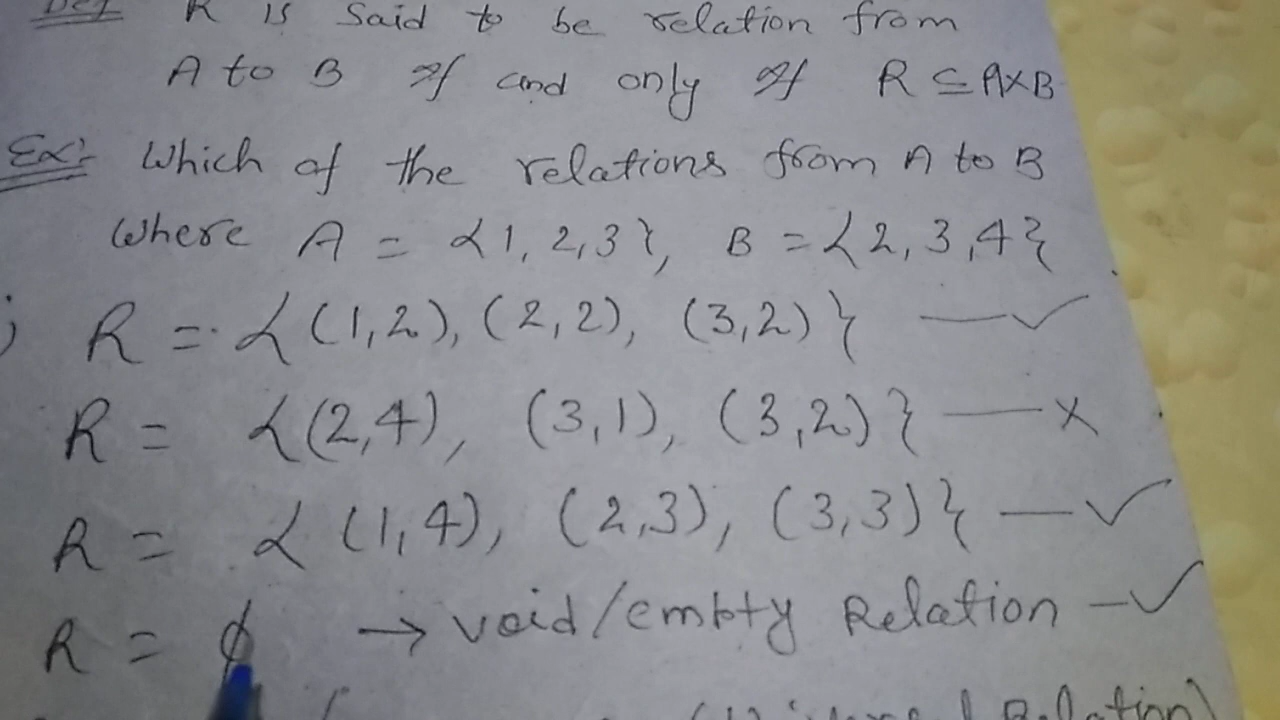 Def R is said to be relation from
A to B if and only if R ⊆ A×B
Ex:- Which of the relations from A to B
where A = {1, 2, 3}, B = {2, 3, 4}
R = {(1,2), (2,2), (3,2)} — ✓
R = {(2,4), (3,1), (3,2)} — ×
R = {(1,4), (2,3), (3,3)} — ✓
R = ϕ → void/empty Relation — ✓
Relation)